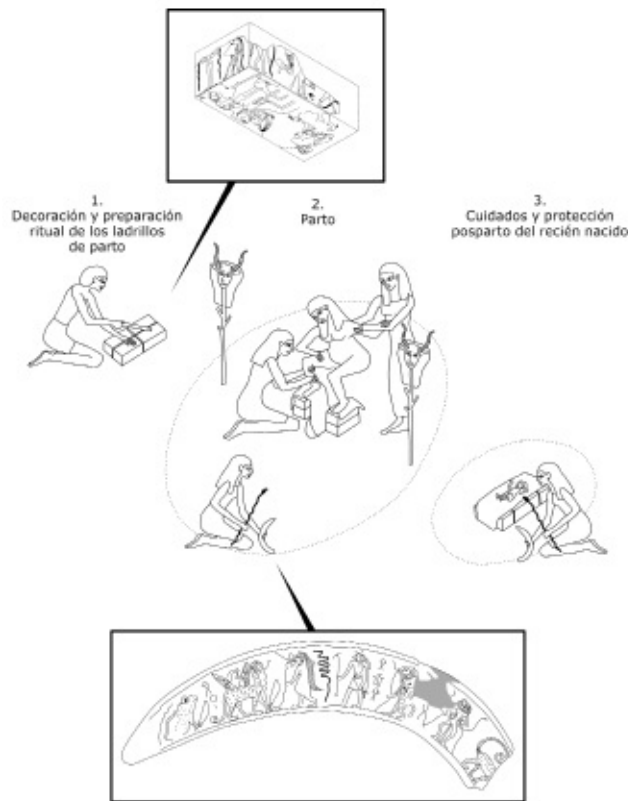 1.
Decoración y preparación
ritual de los ladrillos
de parto
2.
Parto
3.
Cuidados y protección
posparto del recién nacido